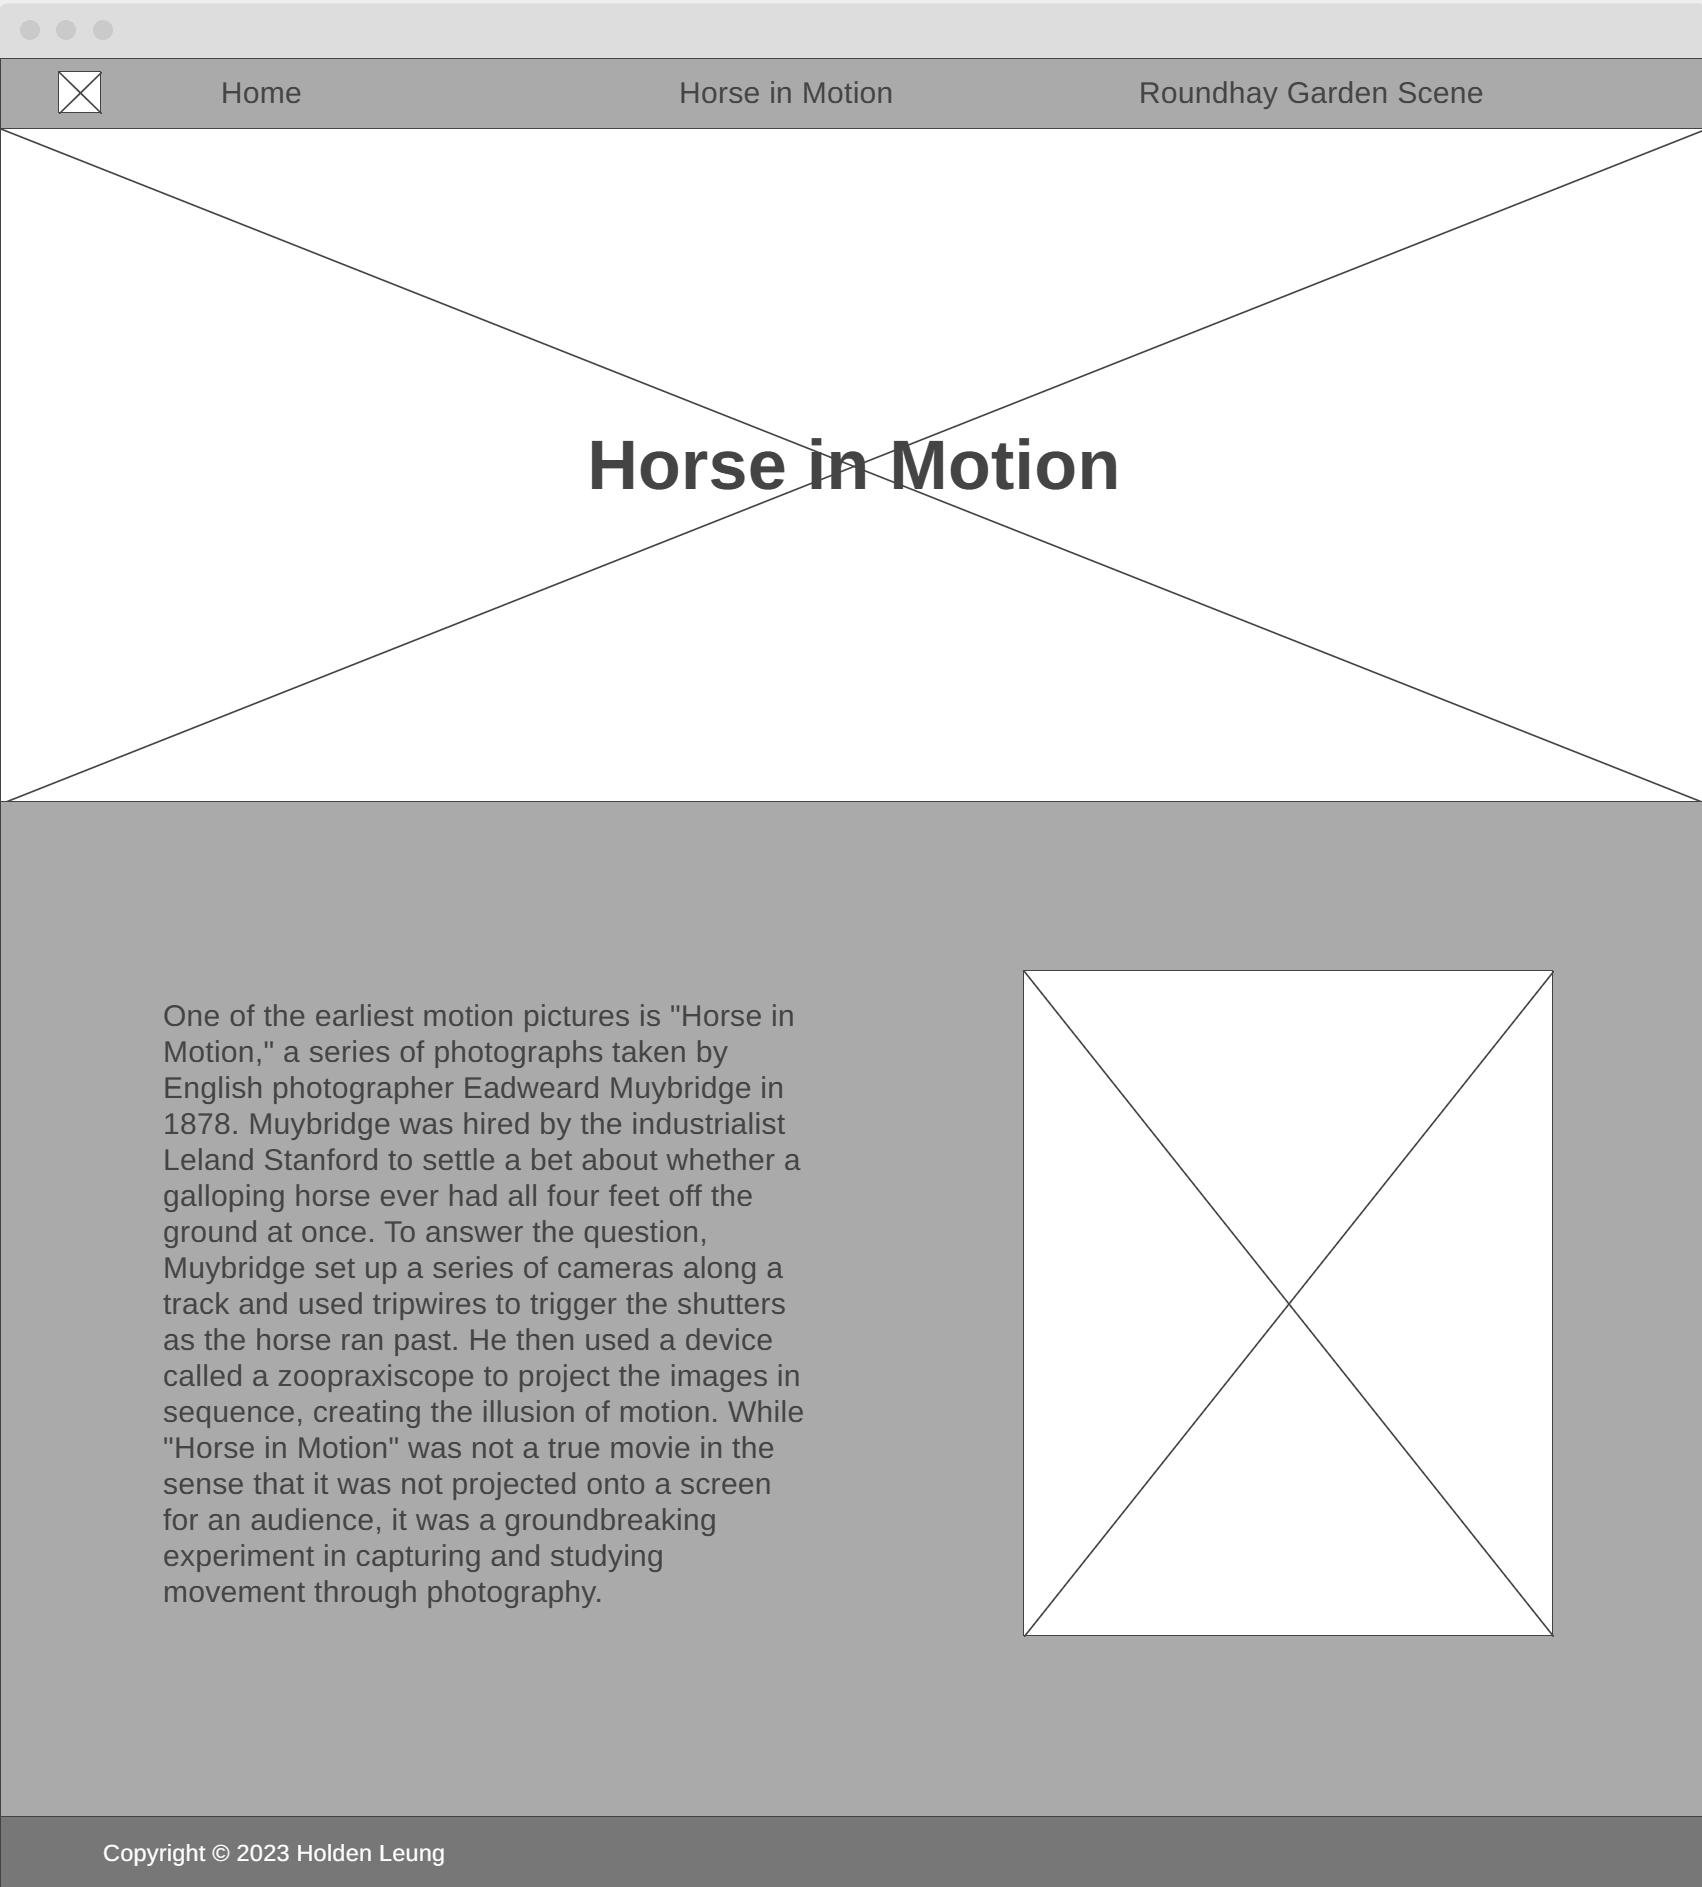 Home Horse in Motion Roundhay Garden Scene
Horse in Motion
One of the earliest motion pictures is "Horse in
Motion," a series of photographs taken by
English photographer Eadweard Muybridge in
1878. Muybridge was hired by the industrialist
Leland Stanford to settle a bet about whether a
galloping horse ever had all four feet off the
ground at once. To answer the question,
Muybridge set up a series of cameras along a
track and used tripwires to trigger the shutters
as the horse ran past. He then used a device
called a zoopraxiscope to project the images in
sequence, creating the illusion of motion. While
"Horse in Motion" was not a true movie in the
sense that it was not projected onto a screen
for an audience, it was a groundbreaking
experiment in capturing and studying
movement through photography.
Copyright © 2023 Holden Leung